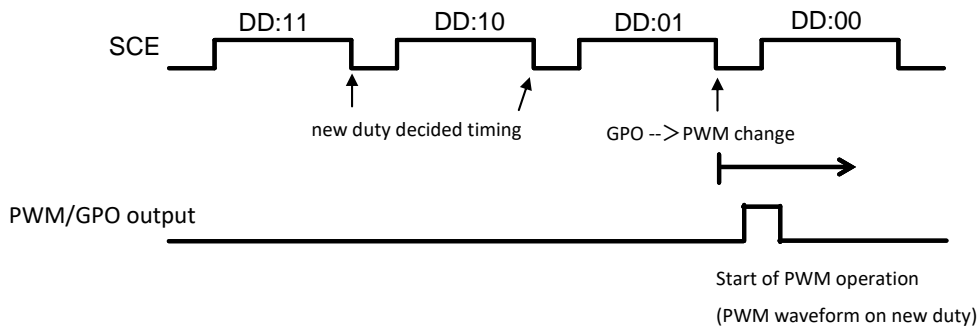 DD:11 DD:10 DD:01 DD:00
SCE
new duty decided timing
GPO --＞PWM change
PWM/GPO output
Start of PWM operation
(PWM waveform on new duty)